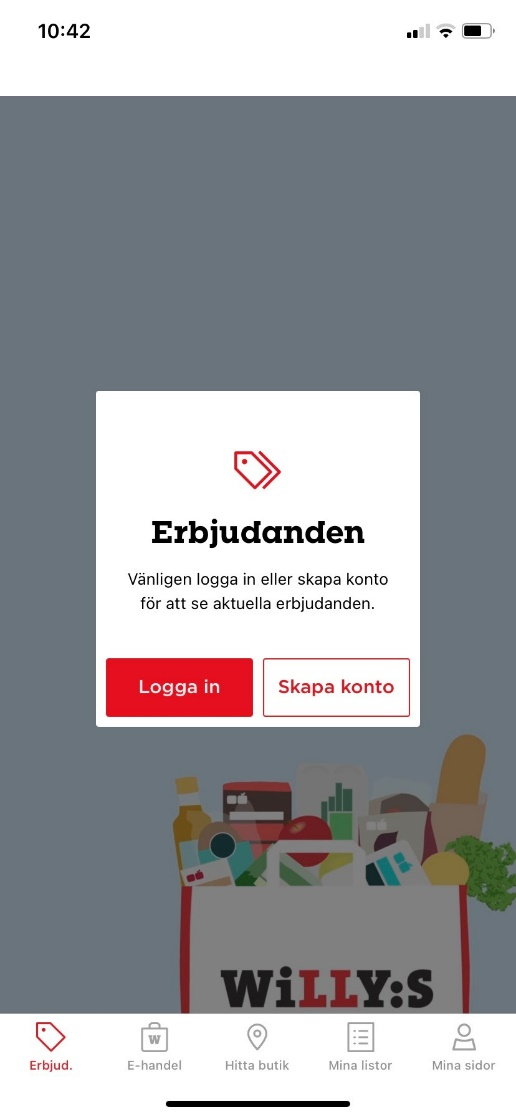 10:42
Erbjudanden
Vänligen logga in eller skapa konto
för att se aktuella erbjudanden.
Logga in
Skapa konto
WiLLY:S
Erbjud.
W
E-handel
Hitta butik
Mina listor
Mina sidor